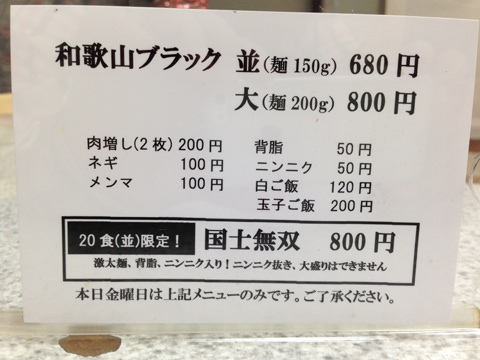 和歌山ブラック 並(麺150g) 680円
大(麺200g) 800円
肉増し(2枚) 200円 背脂 50円
ネギ 100円 ニンニク 50円
メンマ 100円 白ご飯 120円
玉子ご飯 200円
20食(並)限定! 国士無双 800円
激太麺、背脂、ニンニク入り!ニンニク抜き、大盛りはできません
本日金曜日は上記メニューのみです。ご了承ください。